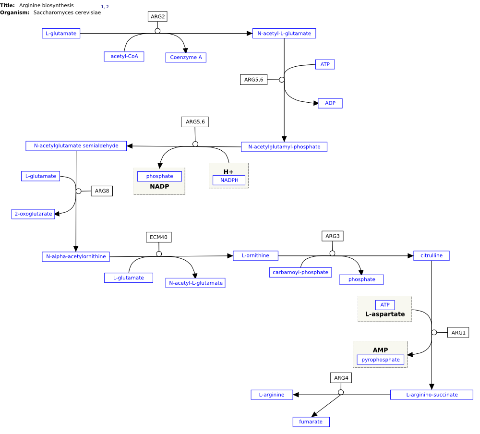 Title: Arginine biosynthesis 1, 2
Organism: Saccharomyces cerevisiae
ARG2
L-glutamate
N-acetyl-L-glutamate
acetyl-CoA
Coenzyme A
ATP
ARG5,6
ADP
ARG5,6
N-acetylglutamate semialdehyde
N-acetylglutamyl-phosphate
L-glutamate
phosphate
H+
NADP
NADPH
ARG8
2-oxoglutarate
ECM40
ARG3
N-alpha-acetylornithine
L-ornithine
citrulline
L-glutamate
N-acetyl-L-glutamate
carbamoyl-phosphate
phosphate
ATP
L-aspartate
ARG1
AMP
pyrophosphate
ARG4
L-arginine
L-arginino-succinate
fumarate